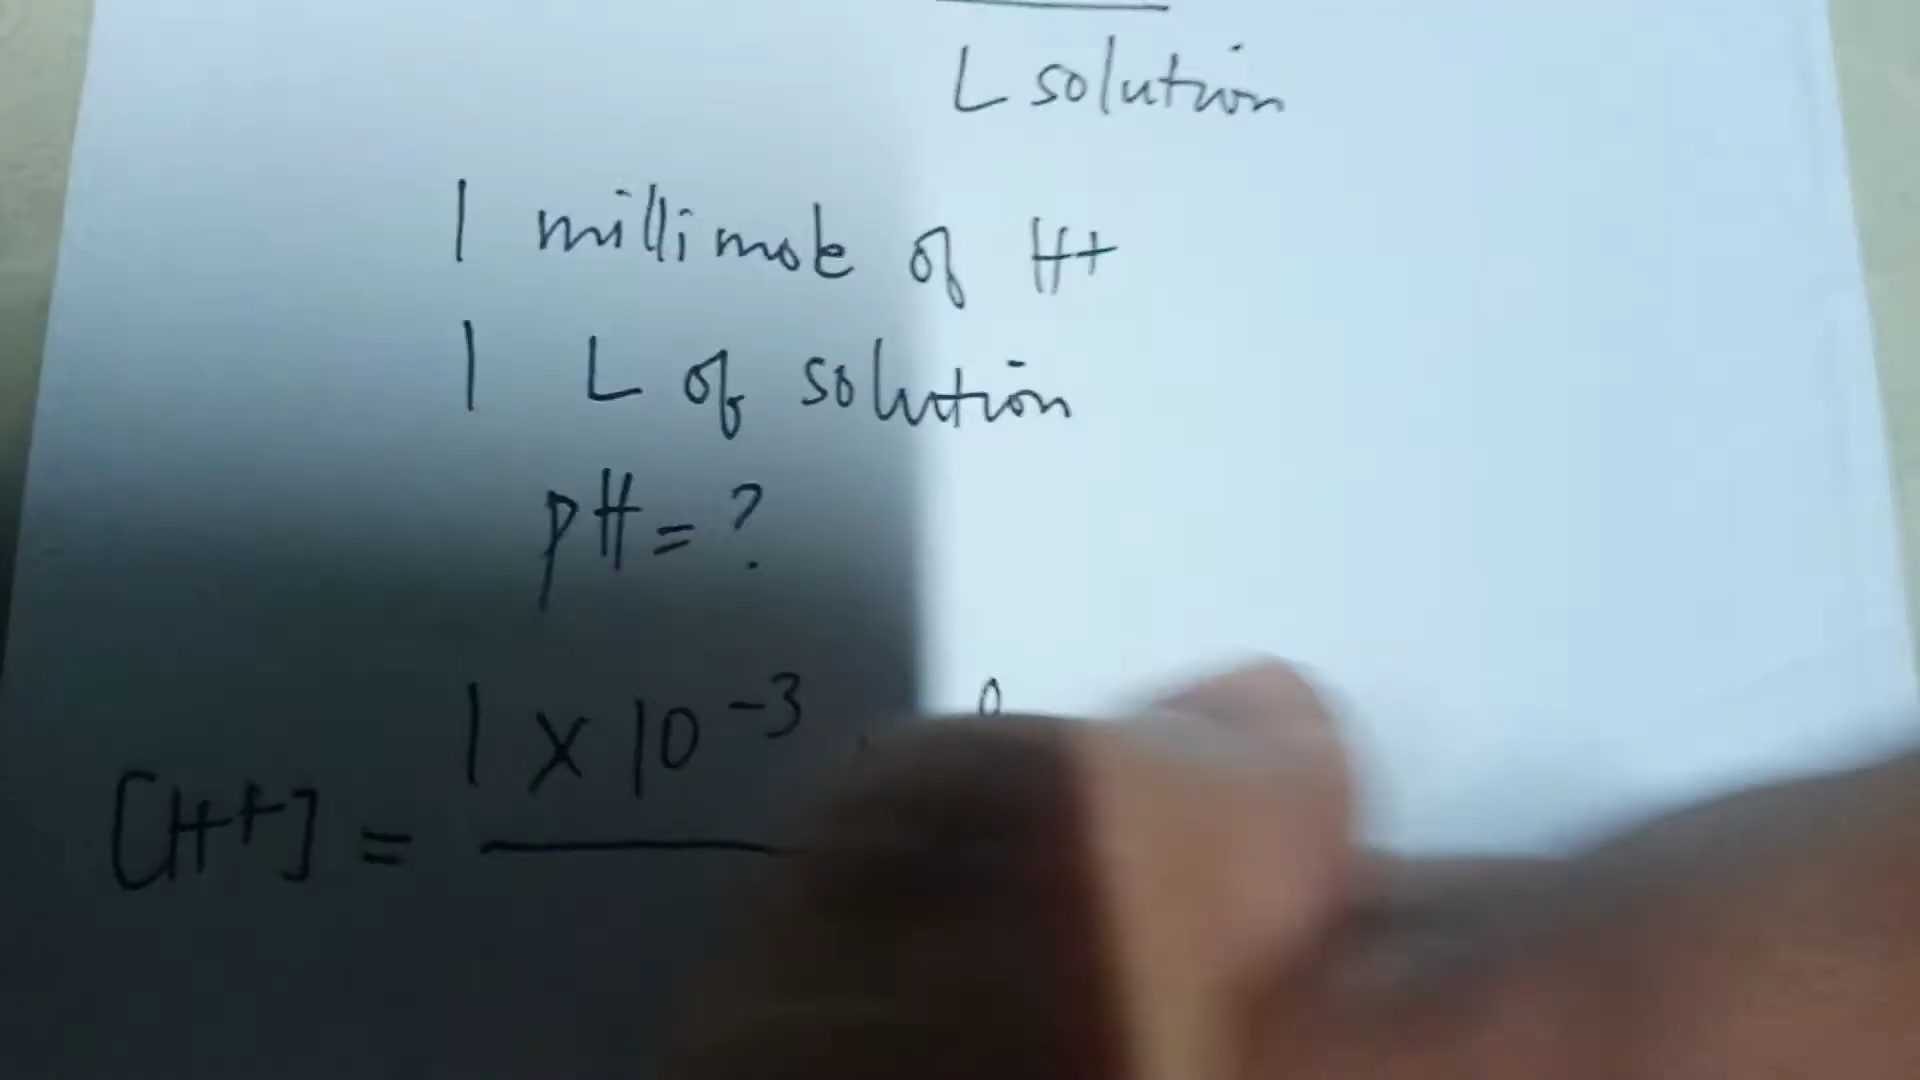 L solution
1 millimole of H+
1 L of solution
pH = ?
1 x 10⁻³
[H+] =